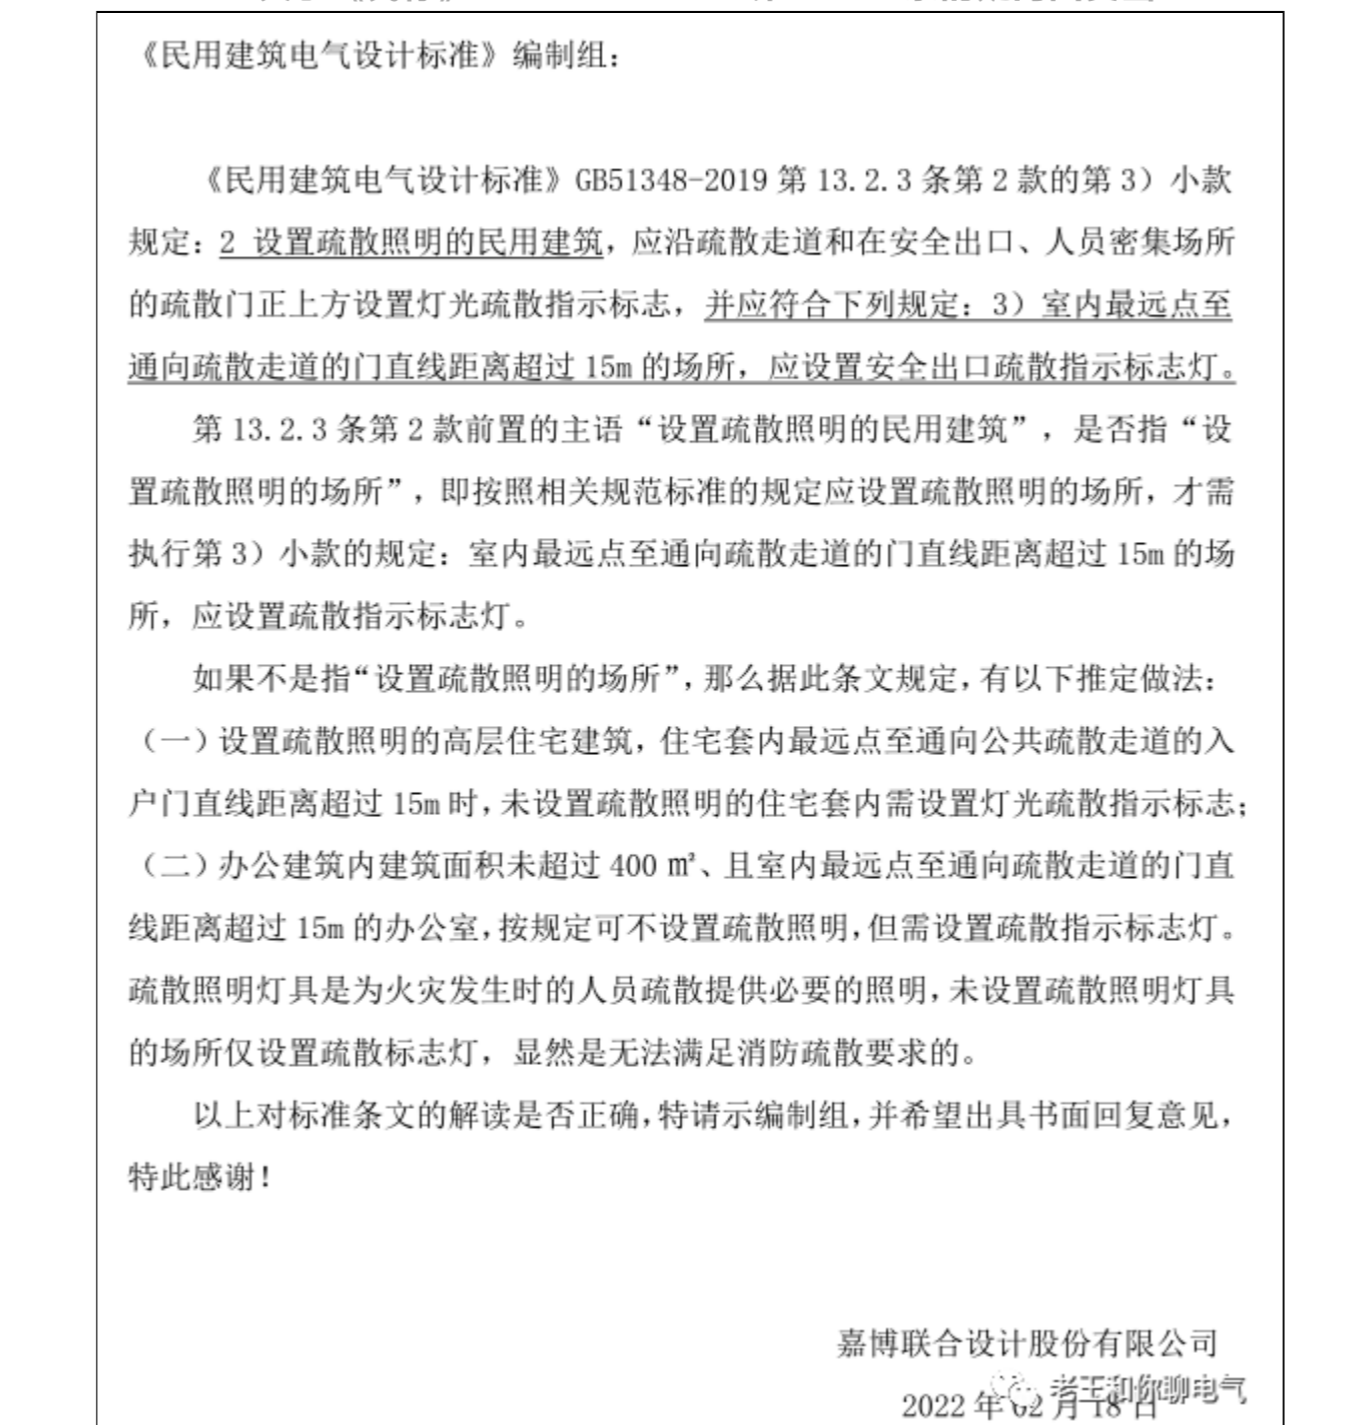 《民用建筑电气设计标准》编制组：
《民用建筑电气设计标准》GB51348-2019 第 13.2.3 条第 2 款的第 3）小款
规定：2 设置疏散照明的民用建筑，应沿疏散走道和在安全出口、人员密集场所
的疏散门正上方设置灯光疏散指示标志，并应符合下列规定：3）室内最远点至
通向疏散走道的门直线距离超过 15m 的场所，应设置安全出口疏散指示标志灯。
第 13.2.3 条第 2 款前置的主语“设置疏散照明的民用建筑”，是否指“设
置疏散照明的场所”，即按照相关规范标准的规定应设置疏散照明的场所，才需
执行第 3）小款的规定：室内最远点至通向疏散走道的门直线距离超过 15m 的场
所，应设置疏散指示标志灯。
如果不是指“设置疏散照明的场所”，那么据此条文规定，有以下推定做法：
（一）设置疏散照明的高层住宅建筑，住宅套内最远点至通向公共疏散走道的入
户门直线距离超过 15m 时，未设置疏散照明的住宅套内需设置灯光疏散指示标志；
（二）办公建筑内建筑面积未超过 400 ㎡、且室内最远点至通向疏散走道的门直
线距离超过 15m 的办公室，按规定可不设置疏散照明，但需设置疏散指示标志灯。
疏散照明灯具是为火灾发生时的人员疏散提供必要的照明，未设置疏散照明灯具
的场所仅设置疏散标志灯，显然是无法满足消防疏散要求的。
以上对标准条文的解读是否正确，特请示编制组，并希望出具书面回复意见，
特此感谢！
嘉博联合设计股份有限公司
老王和你聊电气
2022 年 02 月 18 日